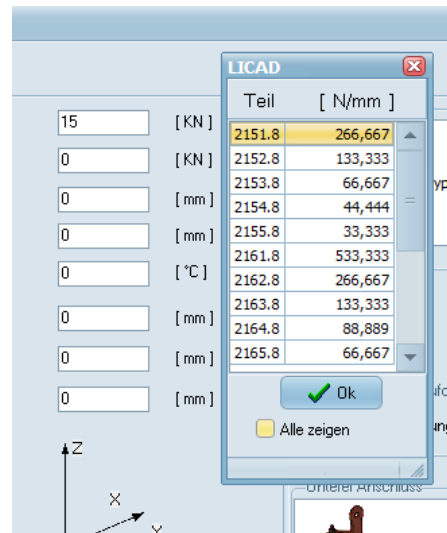 LICAD
Teil [ N/mm ]
15 [KN]
0 [KN]
0 [mm]
0 [mm]
0 [°C]
0 [mm]
0 [mm]
0 [mm]
2151.8 266,667
2152.8 133,333
2153.8 66,667
2154.8 44,444
2155.8 33,333
2161.8 533,333
2162.8 266,667
2163.8 133,333
2164.8 88,889
2165.8 66,667
Ok
Alle zeigen
Z
X
Unterer Anschluss